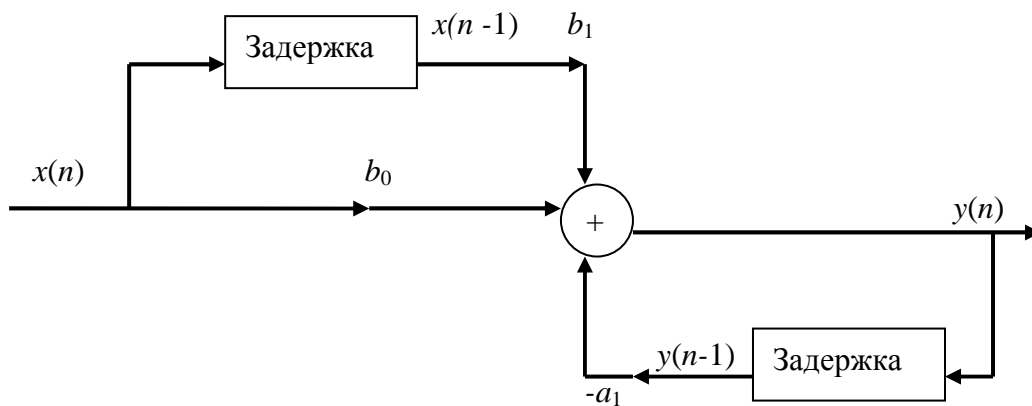 Задержка
x(n -1)
b₁
x(n)
b₀
+
y(n)
y(n-1)
Задержка
-a₁